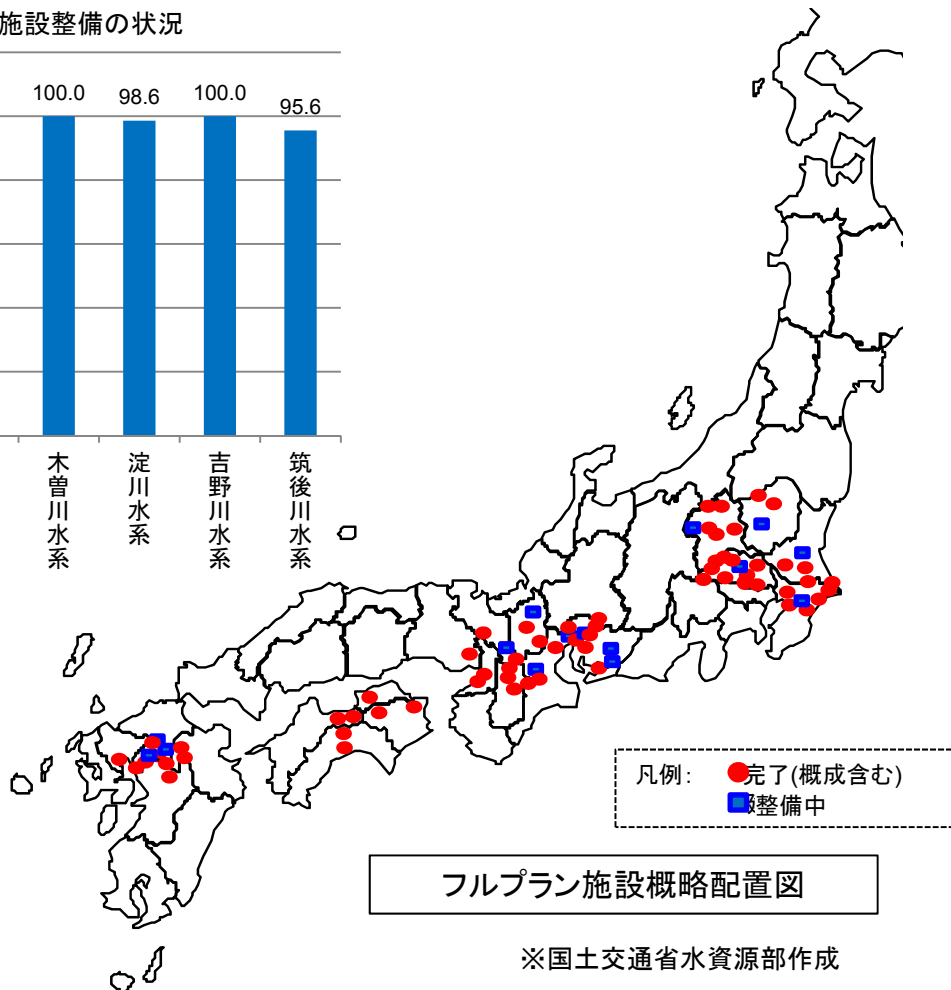 施設整備の状況
100.0
98.6
100.0
95.6
木曽川水系
淀川水系
吉野川水系
筑後川水系
凡例：
完了(概成含む)
整備中
フルプラン施設概略配置図
※国土交通省水資源部作成